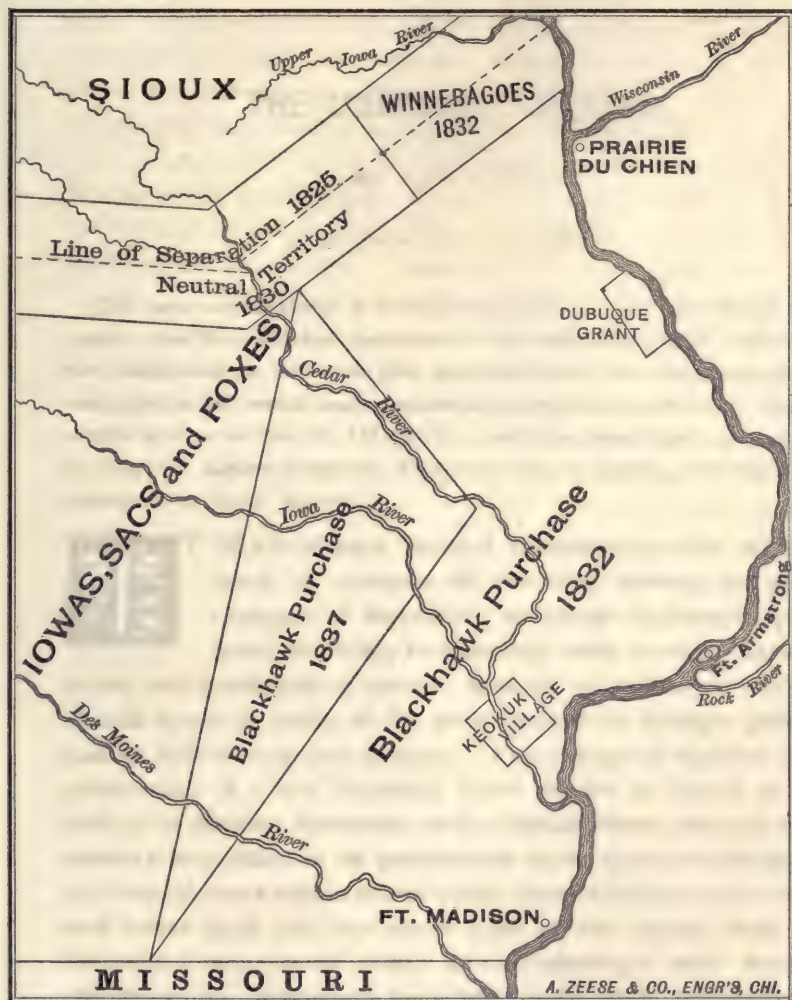 Upper Iowa River
SIOUX
WINNEBAGOES
1832
Wisconsin River
PRAIRIE
DU CHIEN
Line of Separation 1825
Neutral Territory
1830
DUBUQUE
GRANT
IOWAS, SACS and FOXES
Cedar River
Iowa River
Blackhawk Purchase
1837
Blackhawk Purchase
1832
Ft. Armstrong
Rock River
KEOKUK
VILLAGE
Des Moines River
FT. MADISON
MISSOURI
A. ZEESE & CO., ENGR'S, CHI.